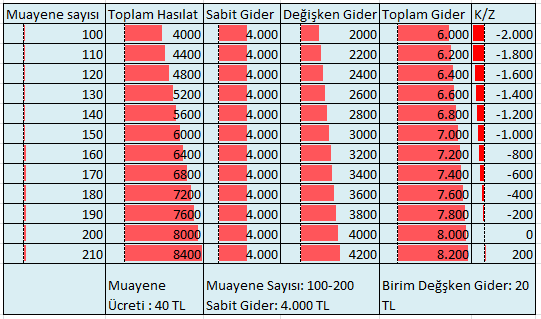 Muayene sayısı Toplam Hasılat Sabit Gider Değişken Gider Toplam Gider K/Z
100 4000 4.000 2000 6.000 -2.000
110 4400 4.000 2200 6.200 -1.800
120 4800 4.000 2400 6.400 -1.600
130 5200 4.000 2600 6.600 -1.400
140 5600 4.000 2800 6.800 -1.200
150 6000 4.000 3000 7.000 -1.000
160 6400 4.000 3200 7.200 -800
170 6800 4.000 3400 7.400 -600
180 7200 4.000 3600 7.600 -400
190 7600 4.000 3800 7.800 -200
200 8000 4.000 4000 8.000 0
210 8400 4.000 4200 8.200 200
Muayene
Ücreti : 40 TL
Muayene Sayısı: 100-200
Sabit Gider: 4.000 TL
Birim Değşken Gider: 20
TL